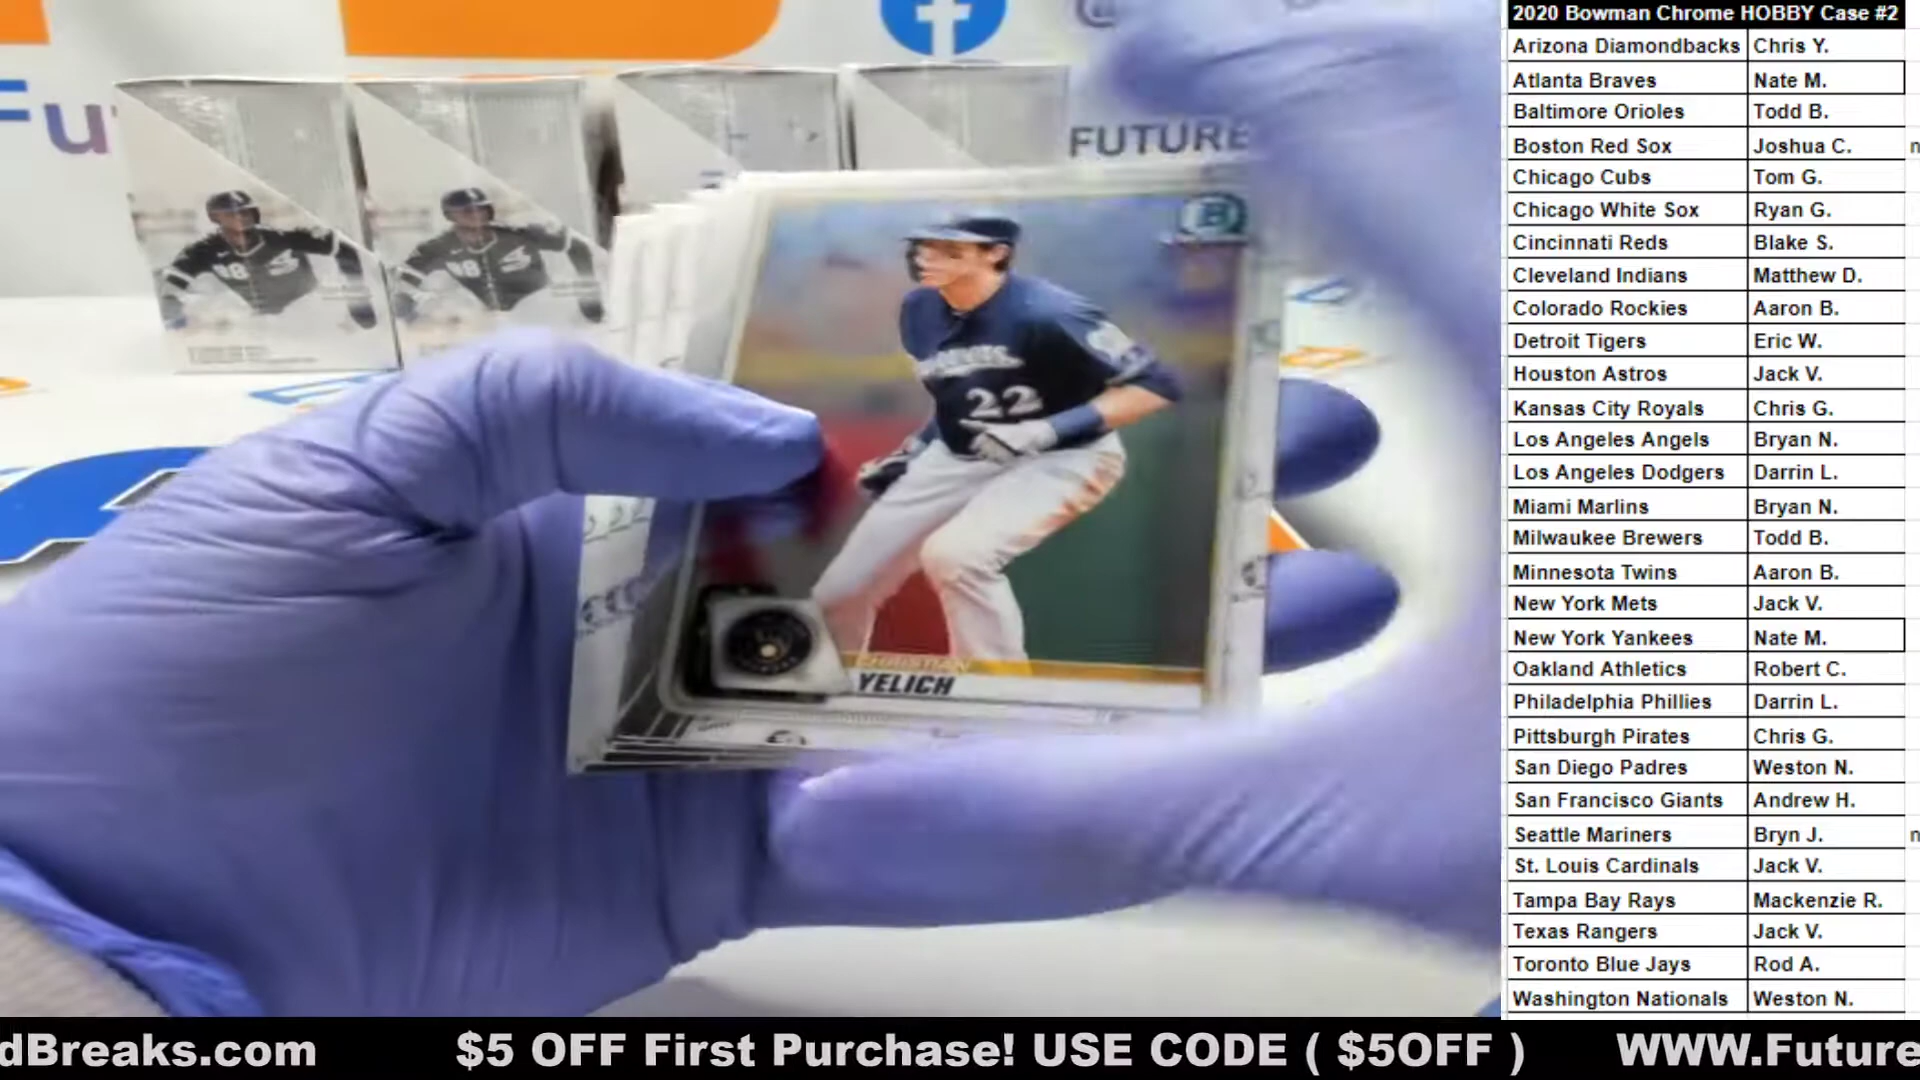 2020 Bowman Chrome HOBBY Case #2
Arizona Diamondbacks Chris Y.
Atlanta Braves Nate M.
Baltimore Orioles Todd B.
Boston Red Sox Joshua C.
Chicago Cubs Tom G.
Chicago White Sox Ryan G.
Cincinnati Reds Blake S.
Cleveland Indians Matthew D.
Colorado Rockies Aaron B.
Detroit Tigers Eric W.
Houston Astros Jack V.
Kansas City Royals Chris G.
Los Angeles Angels Bryan N.
Los Angeles Dodgers Darrin L.
Miami Marlins Bryan N.
Milwaukee Brewers Todd B.
Minnesota Twins Aaron B.
New York Mets Jack V.
New York Yankees Nate M.
Oakland Athletics Robert C.
Philadelphia Phillies Darrin L.
Pittsburgh Pirates Chris G.
San Diego Padres Weston N.
San Francisco Giants Andrew H.
Seattle Mariners Bryn J.
St. Louis Cardinals Jack V.
Tampa Bay Rays Mackenzie R.
Texas Rangers Jack V.
Toronto Blue Jays Rod A.
Washington Nationals Weston N.
Fu
FUTURE
B
22
CHRISTIAN
YELICH
dBreaks.com $5 OFF First Purchase! USE CODE ( $5OFF ) WWW.Future